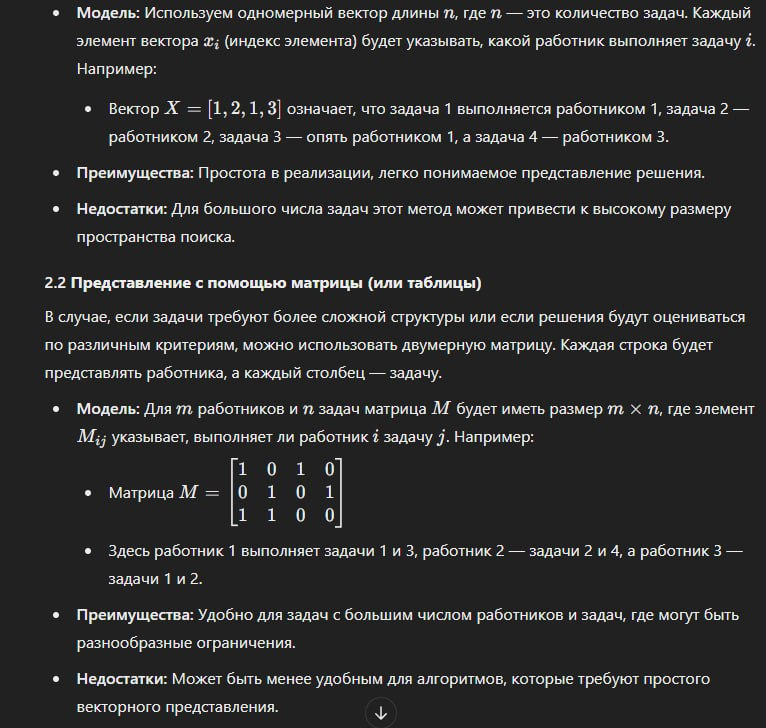 • Модель: Используем одномерный вектор длины n, где n — это количество задач. Каждый
элемент вектора xᵢ (индекс элемента) будет указывать, какой работник выполняет задачу i.
Например:
• Вектор X = [1, 2, 1, 3] означает, что задача 1 выполняется работником 1, задача 2 —
работником 2, задача 3 — опять работником 1, а задача 4 — работником 3.
• Преимущества: Простота в реализации, легко понимаемое представление решения.
• Недостатки: Для большого числа задач этот метод может привести к высокому размеру
пространства поиска.
2.2 Представление с помощью матрицы (или таблицы)
В случае, если задачи требуют более сложной структуры или если решения будут оцениваться
по различным критериям, можно использовать двумерную матрицу. Каждая строка будет
представлять работника, а каждый столбец — задачу.
• Модель: Для m работников и n задач матрица M будет иметь размер m × n, где элемент
Mᵢⱼ указывает, выполняет ли работник i задачу j. Например:
1 0 1 0
• Матрица M = 0 1 0 1
1 1 0 0
• Здесь работник 1 выполняет задачи 1 и 3, работник 2 — задачи 2 и 4, а работник 3 —
задачи 1 и 2.
• Преимущества: Удобно для задач с большим числом работников и задач, где могут быть
разнообразные ограничения.
• Недостатки: Может быть менее удобным для алгоритмов, которые требуют простого
векторного представления.